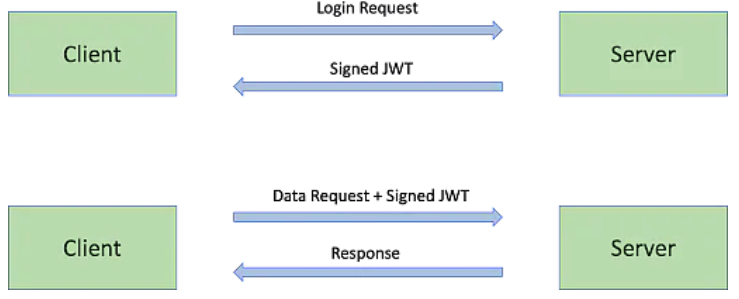 Login Request
Client
Server
Signed JWT
Data Request + Signed JWT
Client
Server
Response